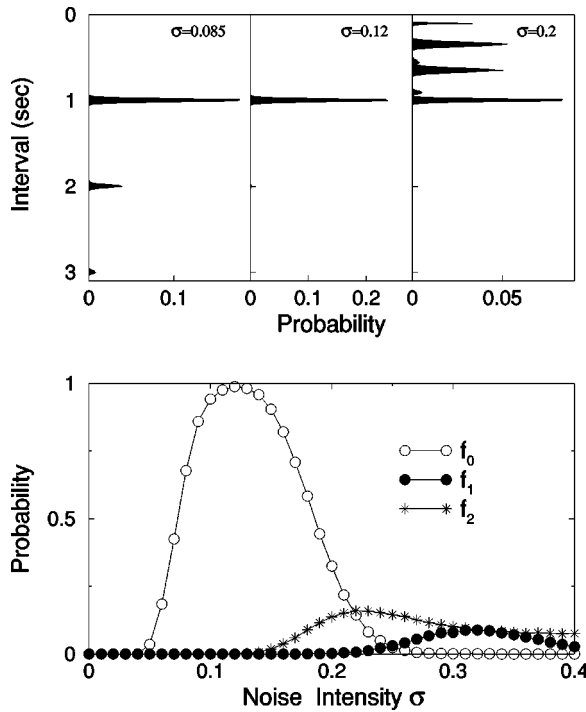 σ=0.085 σ=0.12 σ=0.2
0
1
2
3
Interval (sec)
0 0.1 0 0.1 0.2 0 0.05
Probability
1
0.5
0
Probability
f0
f1
f2
0 0.1 0.2 0.3 0.4
Noise Intensity σ